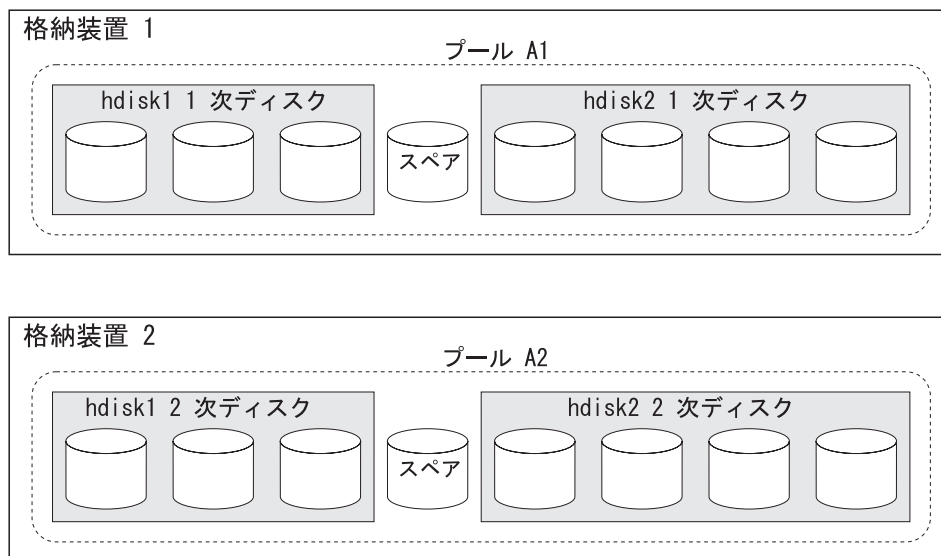 格納装置 1
プール A1
hdisk1 1 次ディスク
hdisk2 1 次ディスク
スペア
格納装置 2
プール A2
hdisk1 2 次ディスク
hdisk2 2 次ディスク
スペア